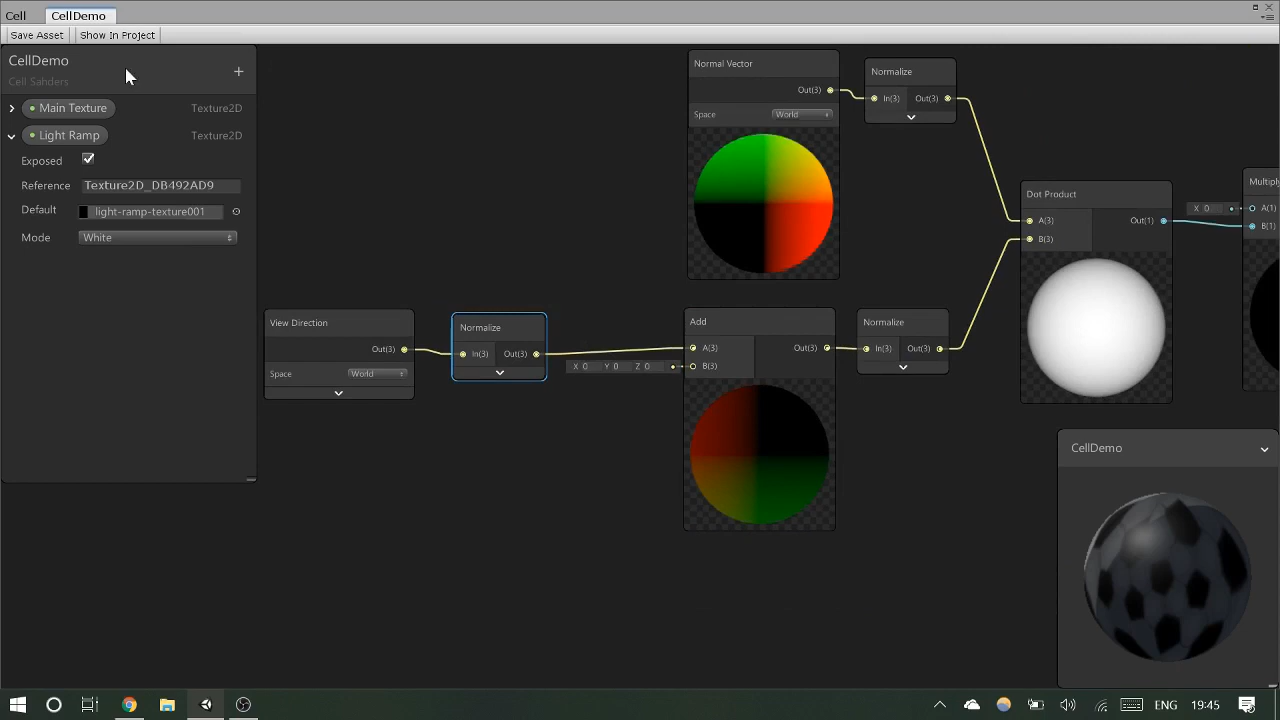 Cell
CellDemo
Save Asset
Show In Project
CellDemo
Cell Sahders
+
Main Texture
Texture2D
Light Ramp
Texture2D
Exposed
Reference
Texture2D_DB492AD9
Default
light-ramp-texture001
Mode
White
Normal Vector
Out(3)
Space
World
Normalize
In(3)
Out(3)
View Direction
Out(3)
Space
World
Normalize
In(3)
Out(3)
X 0 Y 0 Z 0
Add
A(3)
Out(3)
B(3)
Normalize
In(3)
Out(3)
Dot Product
A(3)
Out(1)
B(3)
X 0
Multiply
A(1)
B(1)
CellDemo
ENG
19:45